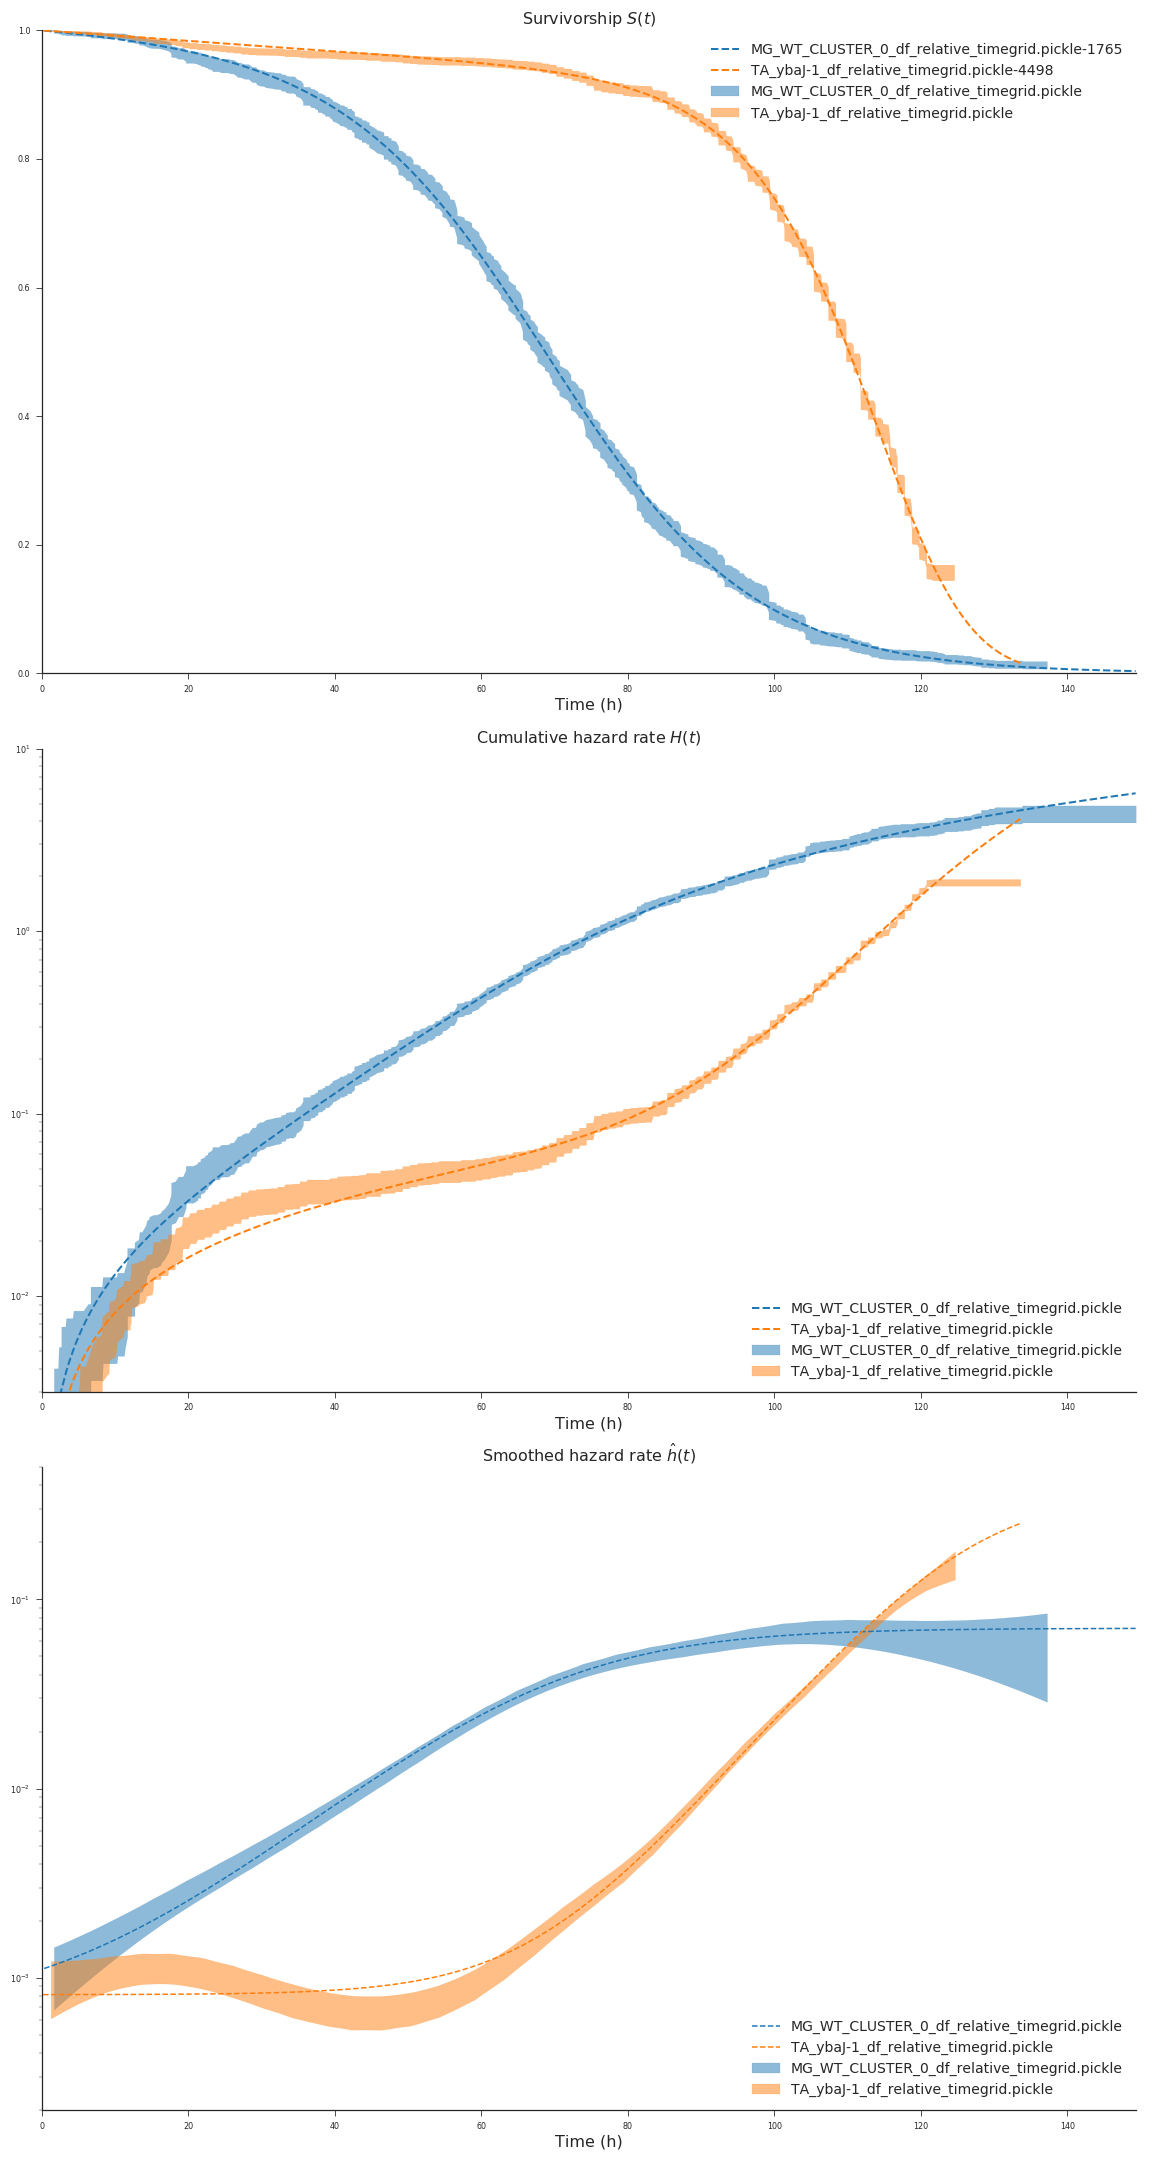 Survivorship S(t)
1.0
0.8
0.6
0.4
0.2
0.0
MG_WT_CLUSTER_0_df_relative_timegrid.pickle-1765
TA_ybaJ-1_df_relative_timegrid.pickle-4498
MG_WT_CLUSTER_0_df_relative_timegrid.pickle
TA_ybaJ-1_df_relative_timegrid.pickle
0 20 40 60 80 100 120 140
Time (h)
Cumulative hazard rate H(t)
10¹
10⁰
10⁻¹
10⁻²
MG_WT_CLUSTER_0_df_relative_timegrid.pickle
TA_ybaJ-1_df_relative_timegrid.pickle
MG_WT_CLUSTER_0_df_relative_timegrid.pickle
TA_ybaJ-1_df_relative_timegrid.pickle
0 20 40 60 80 100 120 140
Time (h)
Smoothed hazard rate ĥ(t)
10⁻¹
10⁻²
10⁻³
MG_WT_CLUSTER_0_df_relative_timegrid.pickle
TA_ybaJ-1_df_relative_timegrid.pickle
MG_WT_CLUSTER_0_df_relative_timegrid.pickle
TA_ybaJ-1_df_relative_timegrid.pickle
0 20 40 60 80 100 120 140
Time (h)